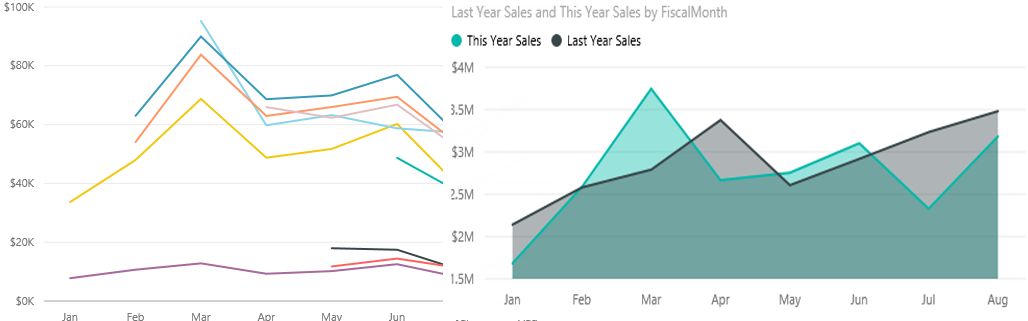 $100K
$80K
$60K
$40K
$20K
$0K
Jan Feb Mar Apr May Jun
Last Year Sales and This Year Sales by FiscalMonth
This Year Sales Last Year Sales
$4M
$3.5M
$3M
$2.5M
$2M
$1.5M
Jan Feb Mar Apr May Jun Jul Aug